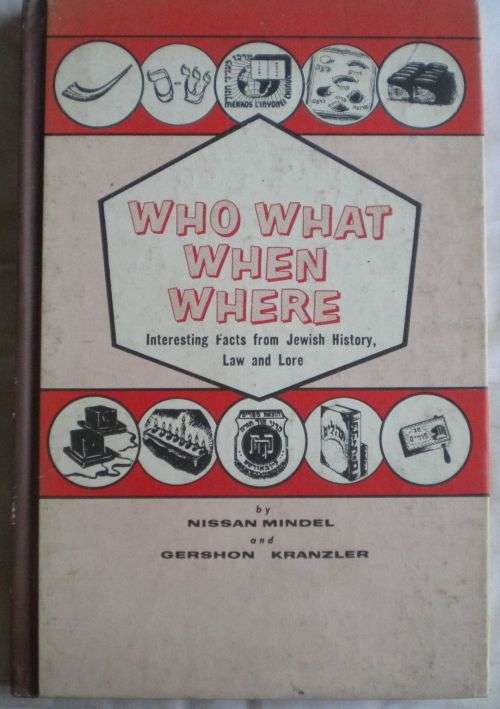 MERKOS L'INYONEI CHINUCH
WHO WHAT
WHEN
WHERE
Interesting Facts from Jewish History,
Law and Lore
by
NISSAN MINDEL
and
GERSHON KRANZLER